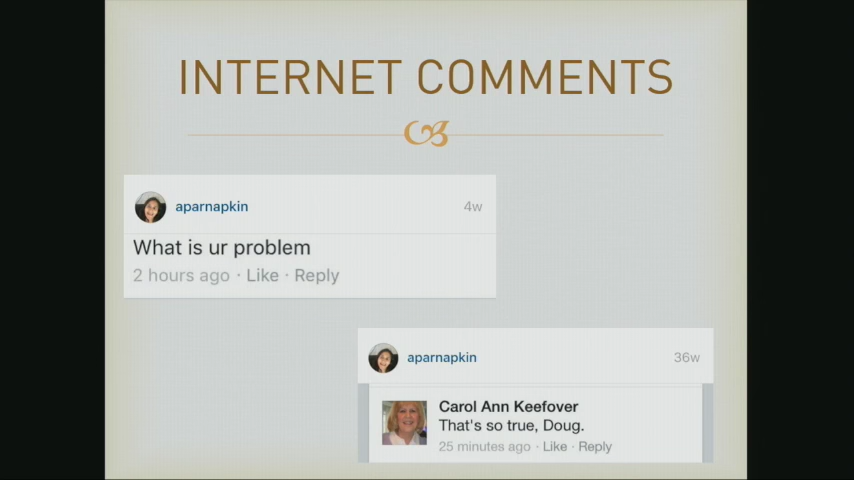 INTERNET COMMENTS
aparnapkin 4w
What is ur problem
2 hours ago · Like · Reply
aparnapkin 36w
Carol Ann Keefover
That's so true, Doug.
25 minutes ago · Like · Reply